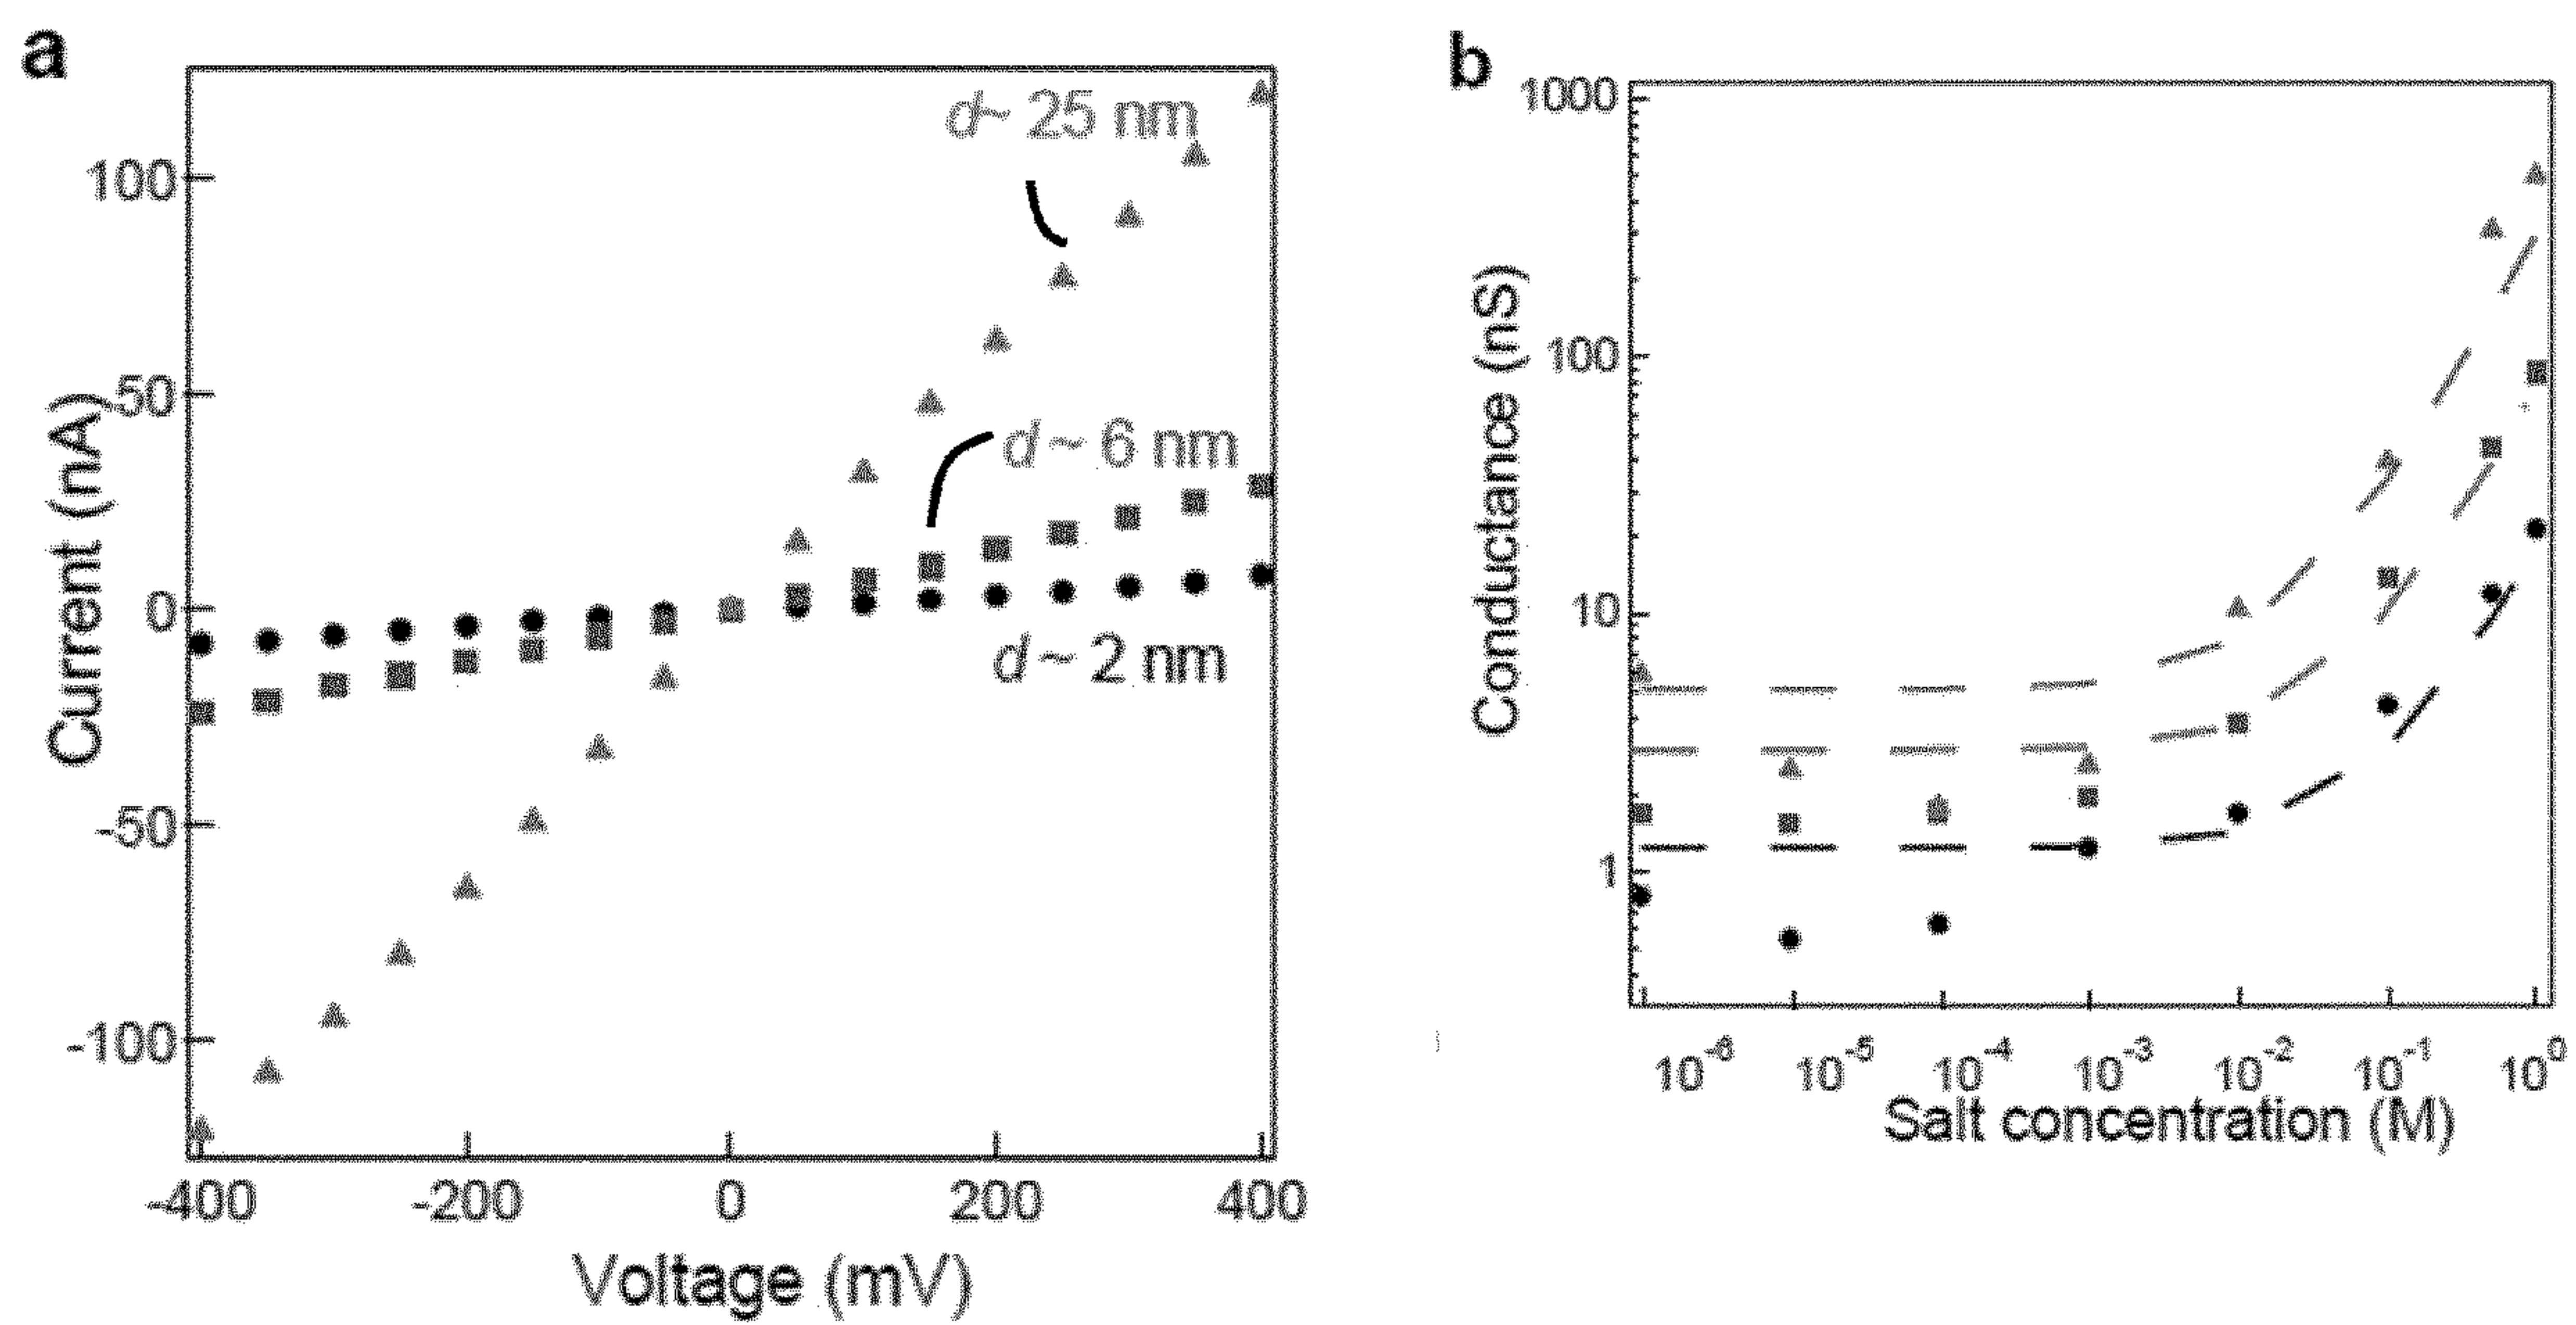 a
d~ 25 nm
100
50
d ~ 6 nm
0
d ~ 2 nm
-50
-100
Current (nA)
-400 -200 0 200 400
Voltage (mV)
b
1000
100
10
1
Conductance (nS)
10-6 10-5 10-4 10-3 10-2 10-1 100
Salt concentration (M)